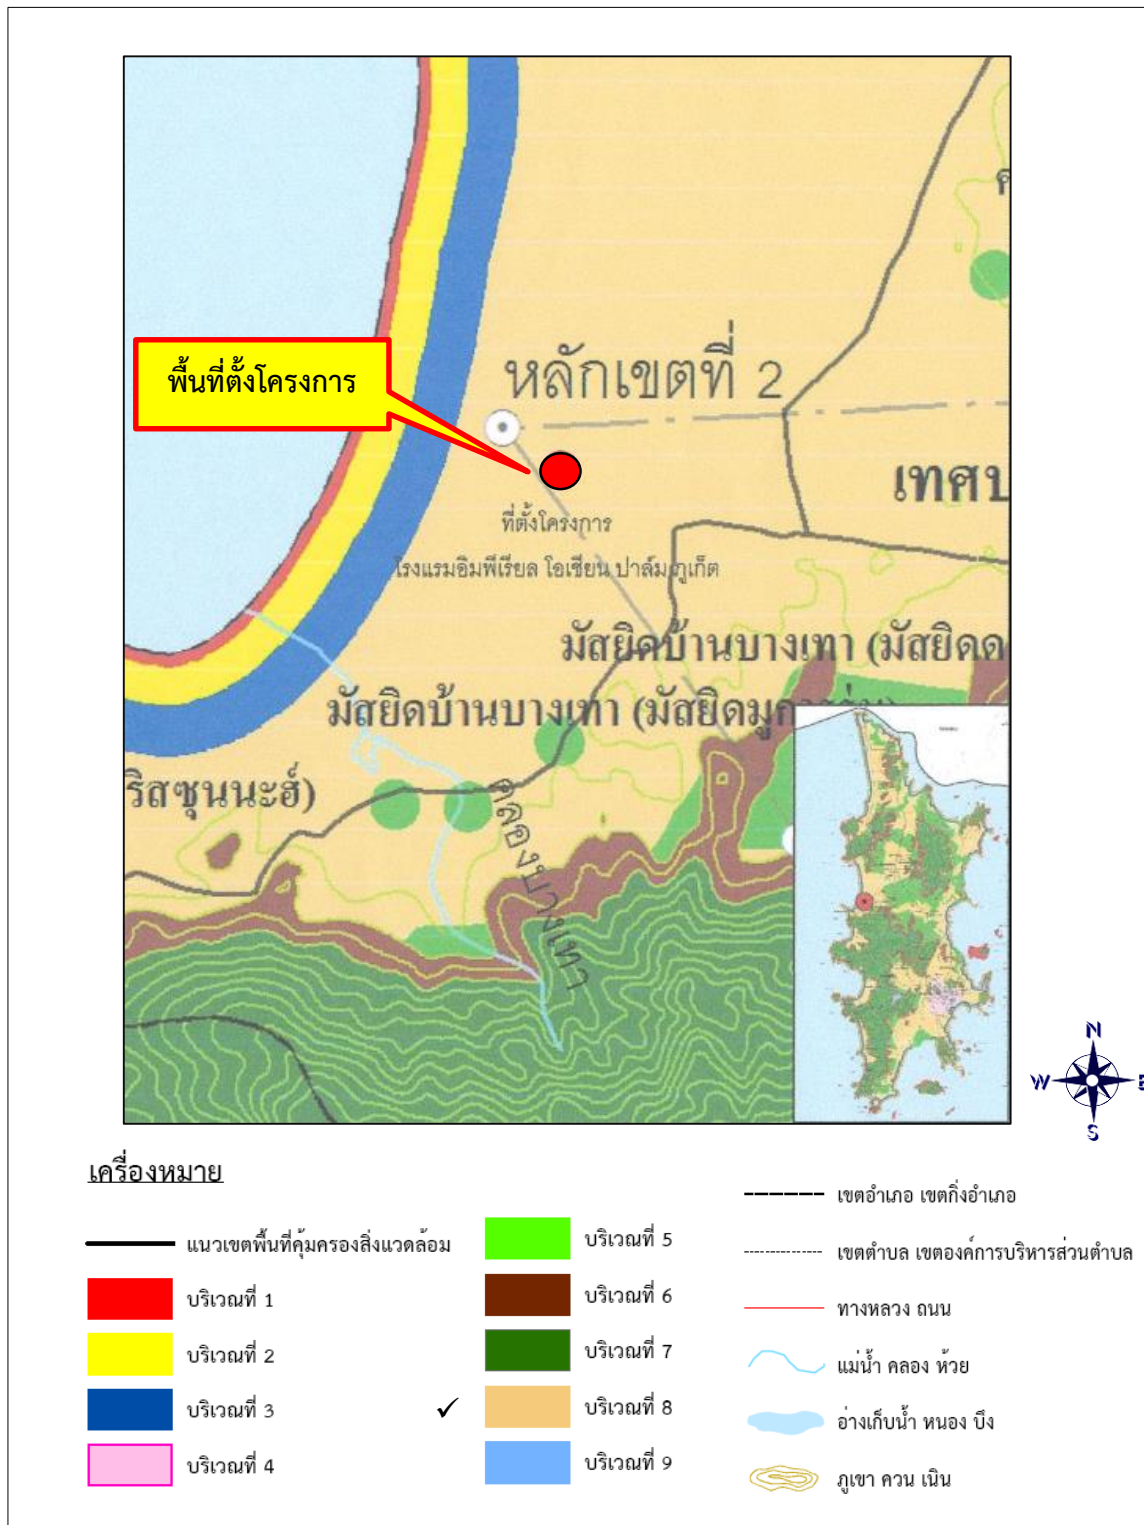 พื้นที่ตั้งโครงการ
หลักเขตที่ 2
เทศบ
ที่ตั้งโครงการ
โรงแรมอิมพีเรียล โอเชียน ปาล์ม ภูเก็ต
มัสยิดบ้านบางเทา (มัสยิดด
มัสยิดบ้านบางเทา
ริสซุนนะฮ์)
คลองบางเทา
N
W
S
เครื่องหมาย
แนวเขตพื้นที่คุ้มครองสิ่งแวดล้อม
บริเวณที่ 1
บริเวณที่ 2
บริเวณที่ 3
บริเวณที่ 4
✓
บริเวณที่ 5
บริเวณที่ 6
บริเวณที่ 7
บริเวณที่ 8
บริเวณที่ 9
เขตอำเภอ เขตกิ่งอำเภอ
เขตตำบล เขตองค์การบริหารส่วนตำบล
ทางหลวง ถนน
แม่น้ำ คลอง ห้วย
อ่างเก็บน้ำ หนอง บึง
ภูเขา ควน เนิน